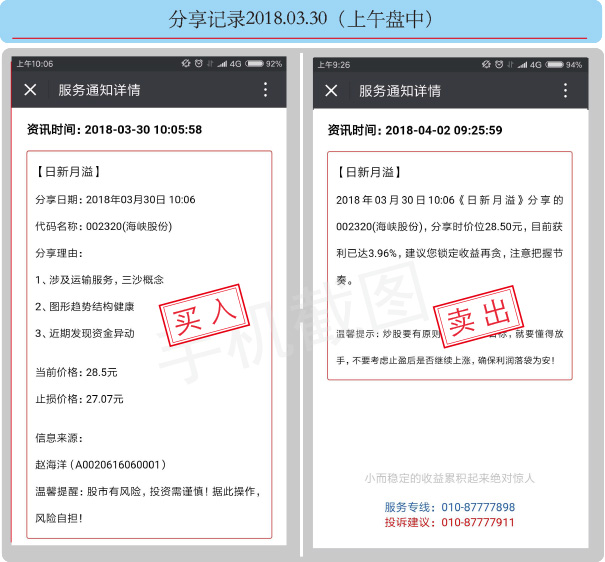 分享记录2018.03.30（上午盘中）
上午10:06
4G
92%
服务通知详情
资讯时间：2018-03-30 10:05:58
【日新月溢】
分享日期：2018年03月30日 10:06
代码名称：002320(海峡股份)
分享理由：
1、涉及运输服务，三沙概念
2、图形趋势结构健康
3、近期发现资金异动
买入
当前价格：28.5元
止损价格：27.07元
信息来源：
赵海洋（A0020616060001）
温馨提醒：股市有风险，投资需谨慎！据此操作，
风险自担！
上午9:26
4G
94%
服务通知详情
资讯时间：2018-04-02 09:25:59
【日新月溢】
2018年03月30日10:06《日新月溢》分享的
002320(海峡股份)，分享时价位28.50元，目前获
利已达3.96%，建议您锁定收益再贪，注意把握节
奏。
卖出
温馨提示：炒股要有原则 标，就要懂得放
手，不要考虑止盈后是否继续上涨，确保利润落袋为安！
小而稳定的收益累积起来绝对惊人
服务专线：010-87777898
投诉建议：010-87777911
手机截图